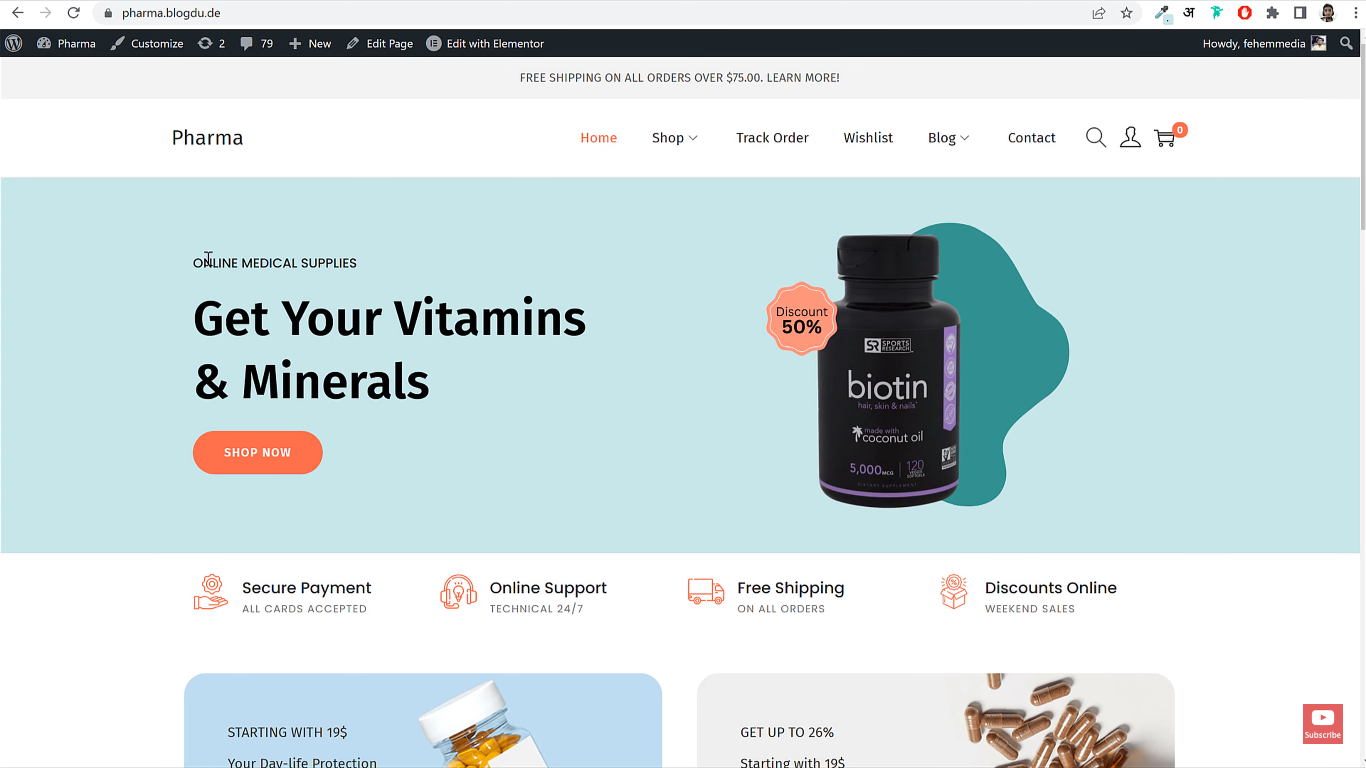 pharma.blogdu.de
अ
Pharma
Customize
2
79
New
Edit Page
Edit with Elementor
Howdy, fehemmedia
FREE SHIPPING ON ALL ORDERS OVER $75.00. LEARN MORE!
Pharma
Home
Shop
Track Order
Wishlist
Blog
Contact
0
ONLINE MEDICAL SUPPLIES
Get Your Vitamins
& Minerals
SHOP NOW
Discount
50%
SR SPORTS
RESEARCH
biotin
hair, skin & nails
made with
coconut oil
5,000MCG
120
VEGGIE
SOFTGELS
DIETARY SUPPLEMENT
Secure Payment
ALL CARDS ACCEPTED
Online Support
TECHNICAL 24/7
Free Shipping
ON ALL ORDERS
Discounts Online
WEEKEND SALES
STARTING WITH 19$
Your Day-life Protection
GET UP TO 26%
Starting with 19$
Subscribe